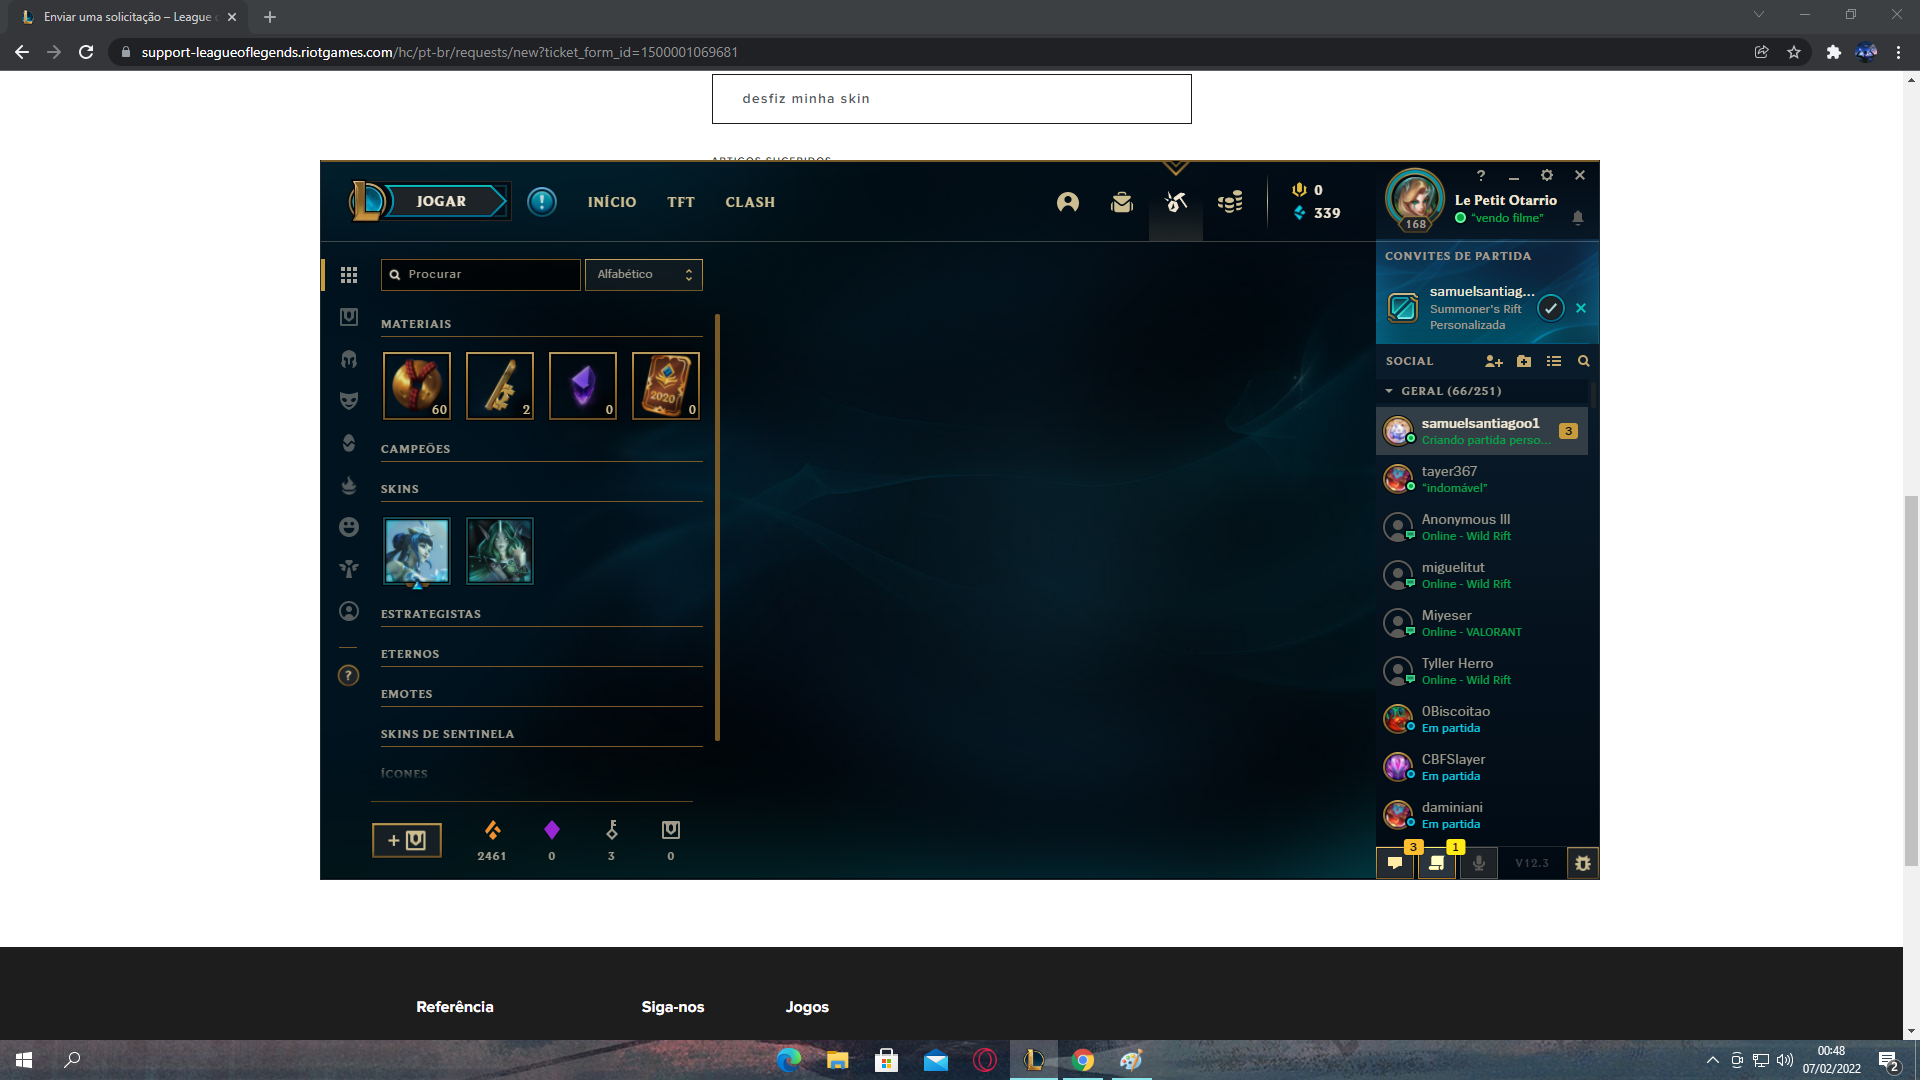 Enviar uma solicitação – League
support-leagueoflegends.riotgames.com/hc/pt-br/requests/new?ticket_form_id=1500001069681
desfiz minha skin
ARTIGOS SUGERIDOS
JOGAR
INÍCIO
TFT
CLASH
0
339
168
Le Petit Otarrio
"vendo filme"
CONVITES DE PARTIDA
samuelsantiag...
Summoner's Rift
Personalizada
Procurar
Alfabético
MATERIAIS
60
2
0
2020
0
CAMPEÕES
SKINS
ESTRATEGISTAS
ETERNOS
EMOTES
SKINS DE SENTINELA
ÍCONES
2461
0
3
0
SOCIAL
GERAL (66/251)
samuelsantiagoo1
Criando partida perso...
3
tayer367
"indomável"
Anonymous lll
Online - Wild Rift
miguelitut
Online - Wild Rift
Miyeser
Online - VALORANT
Tyller Herro
Online - Wild Rift
0Biscoitao
Em partida
CBFSlayer
Em partida
daminiani
Em partida
3
1
V12.3
Referência
Siga-nos
Jogos
00:48
07/02/2022
2